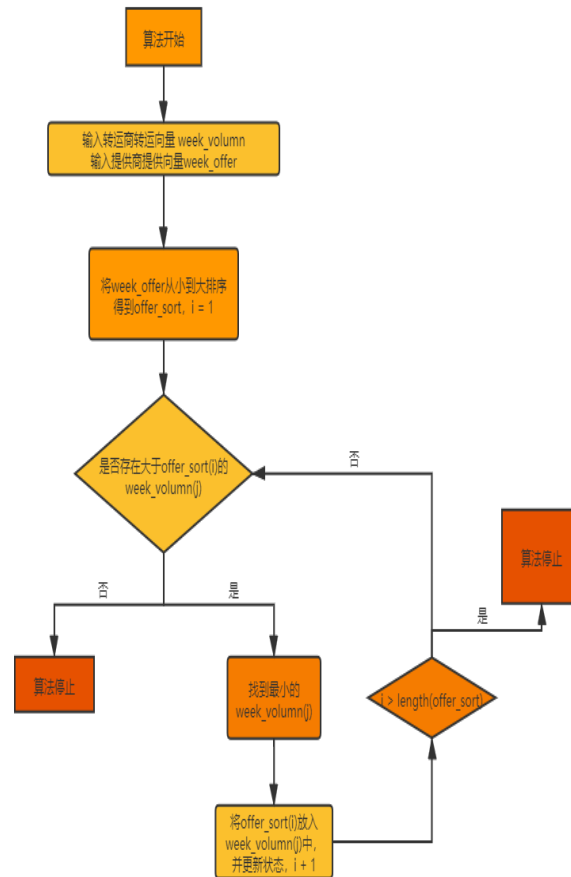 算法开始
输入转运商转运向量 week_volumn
输入提供商提供向量week_offer
将week_offer从小到大排序
得到offer_sort，i = 1
是否存在大于offer_sort(i)的
week_volumn(j)
否
是
算法停止
找到最小的
week_volumn(j)
将offer_sort(i)放入
week_volumn(j)中，
并更新状态，i + 1
i > length(offer_sort)
否
是
算法停止